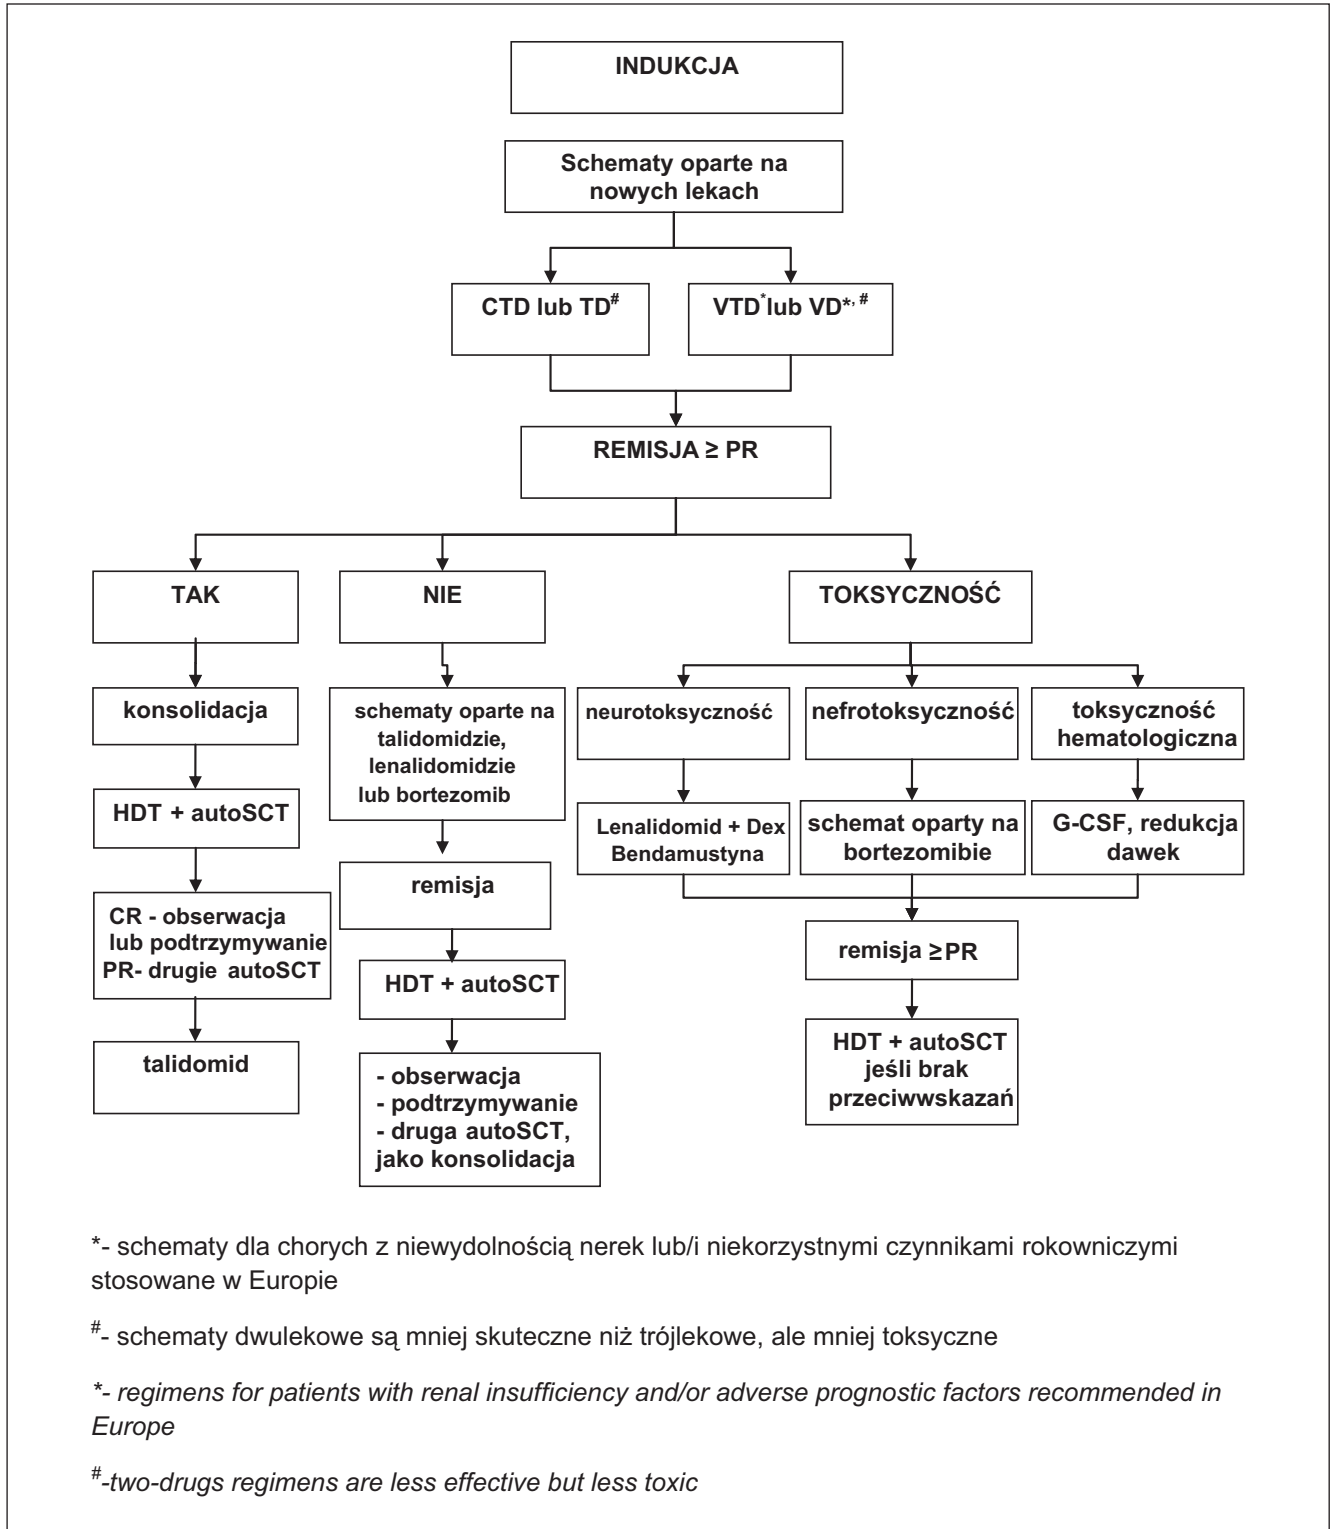 INDUKCJA
Schematy oparte na
nowych lekach
CTD lub TD#
VTD*lub VD*, #
REMISJA ≥ PR
TAK
NIE
TOKSYCZNOŚĆ
konsolidacja
schematy oparte na
talidomidzie,
lenalidomidzie
lub bortezomib
neurotoksyczność
nefrotoksyczność
toksyczność
hematologiczna
HDT + autoSCT
Lenalidomid + Dex
Bendamustyna
schemat oparty na
bortezomibie
G-CSF, redukcja
dawek
remisja
CR - obserwacja
lub podtrzymywanie
PR- drugie autoSCT
remisja ≥PR
HDT + autoSCT
talidomid
HDT + autoSCT
jeśli brak
przeciwwskazań
- obserwacja
- podtrzymywanie
- druga autoSCT,
jako konsolidacja
*- schematy dla chorych z niewydolnością nerek lub/i niekorzystnymi czynnikami rokowniczymi
stosowane w Europie
#- schematy dwulekowe są mniej skuteczne niż trójlekowe, ale mniej toksyczne
*- regimens for patients with renal insufficiency and/or adverse prognostic factors recommended in
Europe
#-two-drugs regimens are less effective but less toxic